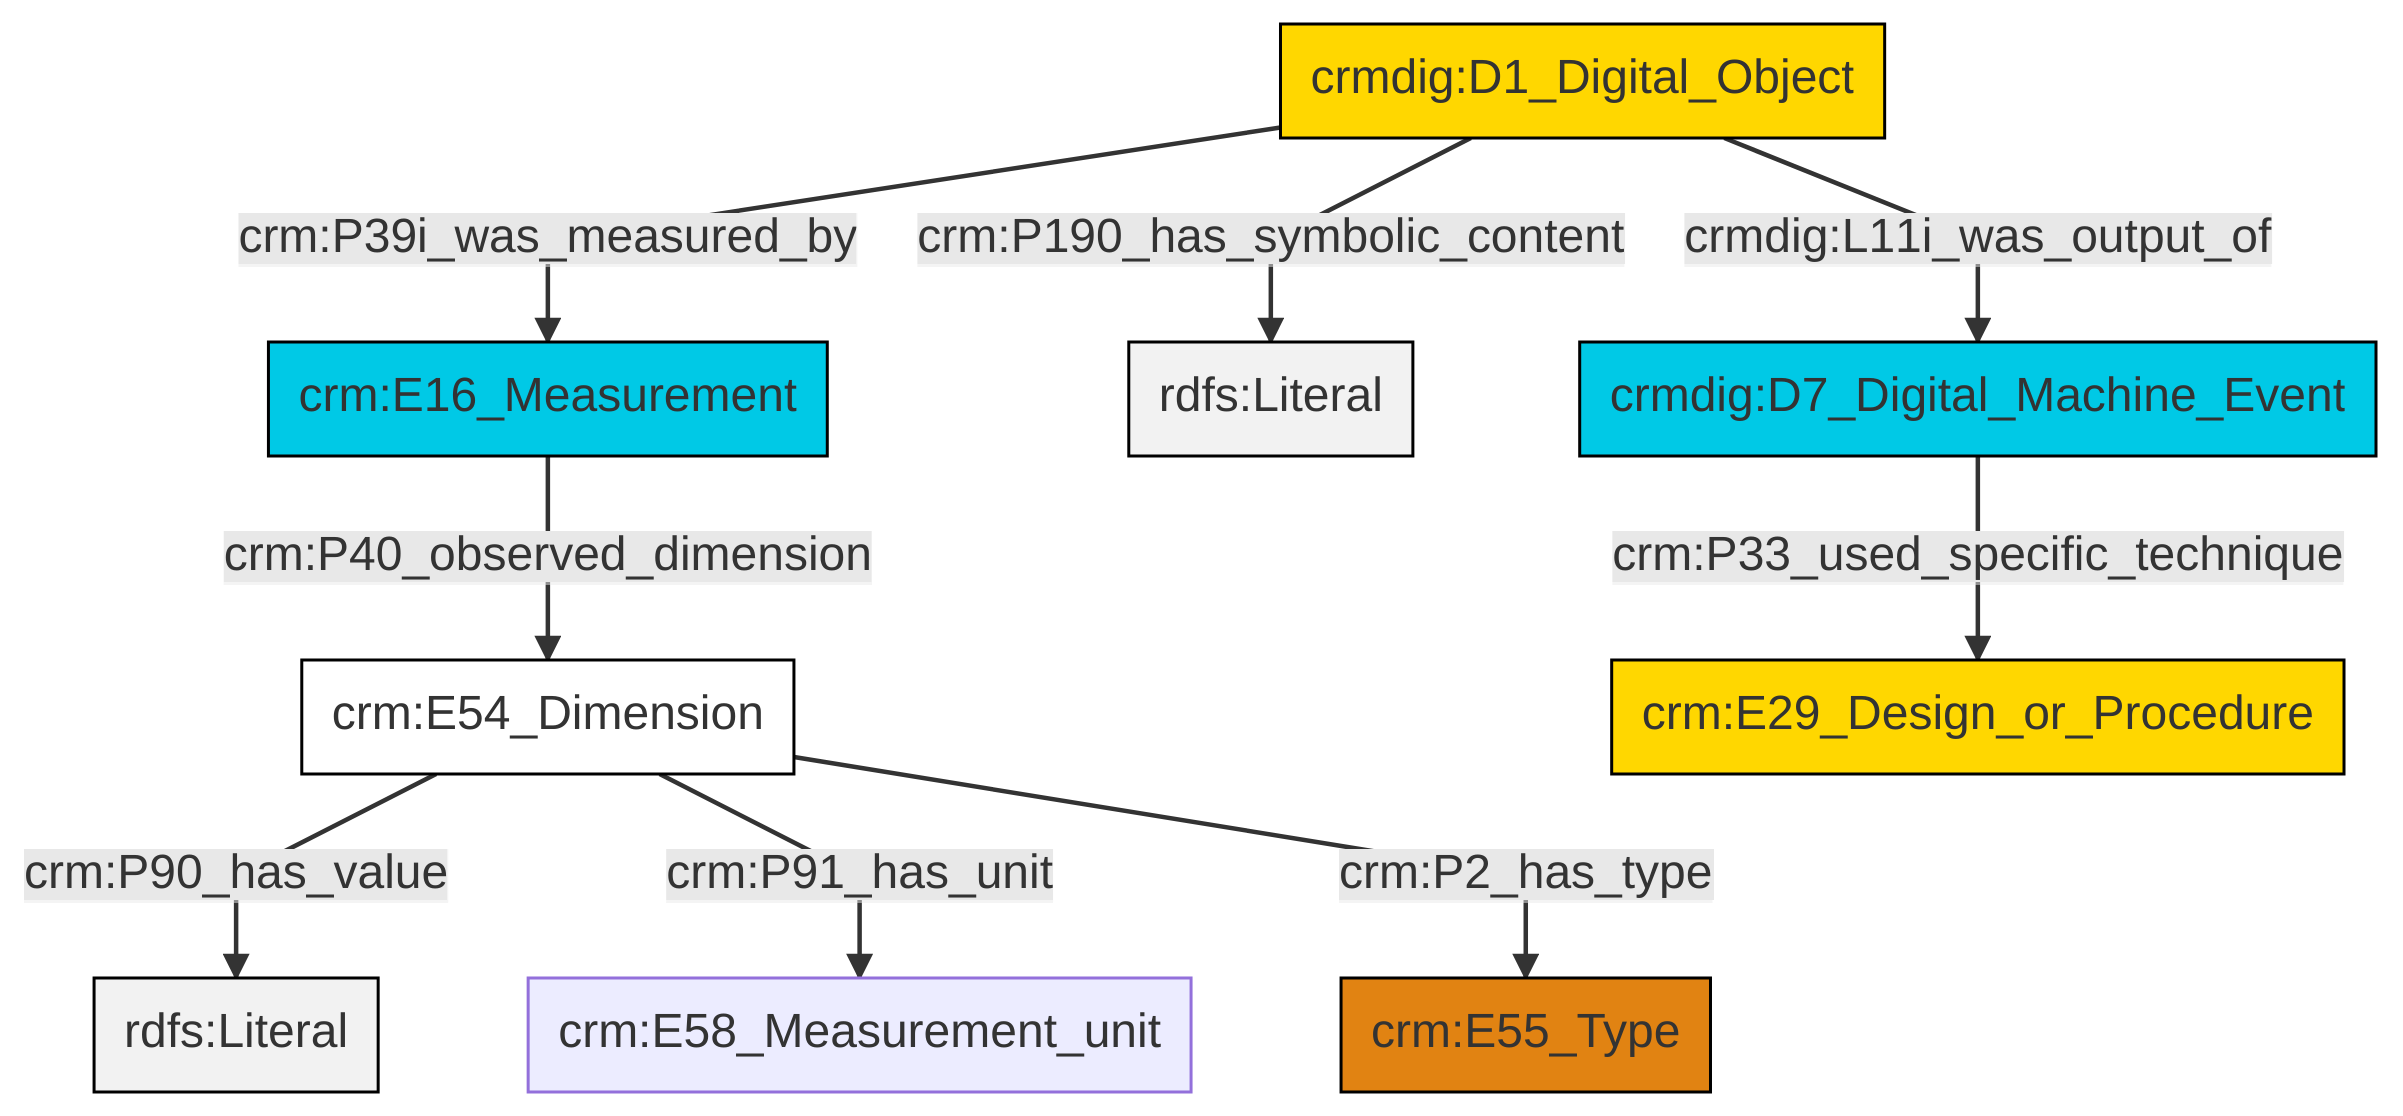 crmdig:D1_Digital_Object
crm:P39i_was_measured_by
crm:P190_has_symbolic_content
crmdig:L11i_was_output_of
crm:E16_Measurement
rdfs:Literal
crmdig:D7_Digital_Machine_Event
crm:P40_observed_dimension
crm:P33_used_specific_technique
crm:E54_Dimension
crm:E29_Design_or_Procedure
crm:P90_has_value
crm:P91_has_unit
crm:P2_has_type
rdfs:Literal
crm:E58_Measurement_unit
crm:E55_Type